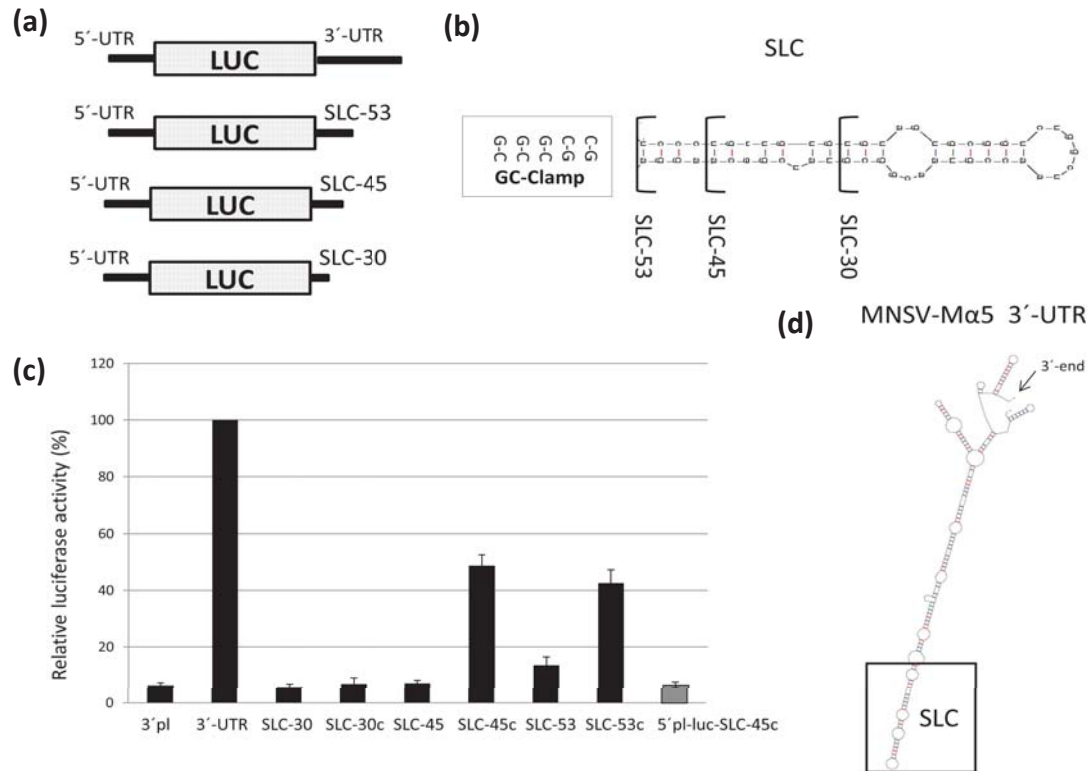 (a)
5´-UTR LUC 3´-UTR
5´-UTR LUC SLC-53
5´-UTR LUC SLC-45
5´-UTR LUC SLC-30
(b)
SLC
G-C G-C G-C C-G C-G
GC-Clamp
SLC-53
SLC-45
SLC-30
(c)
Relative luciferase activity (%)
120
100
80
60
40
20
0
3´pl 3´-UTR SLC-30 SLC-30c SLC-45 SLC-45c SLC-53 SLC-53c 5´pl-luc-SLC-45c
(d)
MNSV-Mα5 3´-UTR
3´-end
SLC